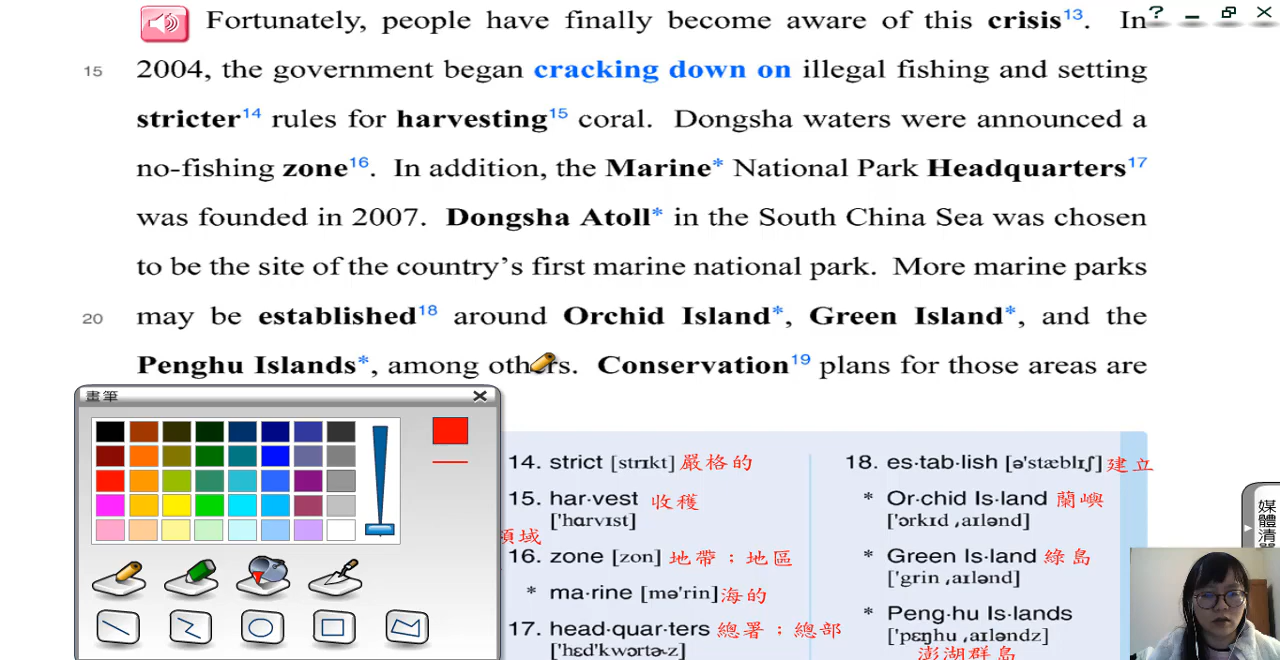 Fortunately, people have finally become aware of this crisis13. In
15 2004, the government began cracking down on illegal fishing and setting
stricter14 rules for harvesting15 coral. Dongsha waters were announced a
no-fishing zone16. In addition, the Marine* National Park Headquarters17
was founded in 2007. Dongsha Atoll* in the South China Sea was chosen
to be the site of the country's first marine national park. More marine parks
20 may be established18 around Orchid Island*, Green Island*, and the
Penghu Islands*, among others. Conservation19 plans for those areas are
畫筆
14. strict [strɪkt] 嚴格的
15. har·vest 收穫
['hɑrvɪst]
領域
16. zone [zon] 地帶；地區
* ma·rine [mə'rin] 海的
17. head·quar·ters 總署；總部
['hɛd'kwɔrtɚz]
18. es·tab·lish [ə'stæblɪʃ] 建立
* Or·chid Is·land 蘭嶼
['ɔrkɪd ˌaɪlənd]
* Green Is·land 綠島
['grin ˌaɪlənd]
* Peng·hu Is·lands
['pɛŋhu ˌaɪləndz]
澎湖群島
媒體清單